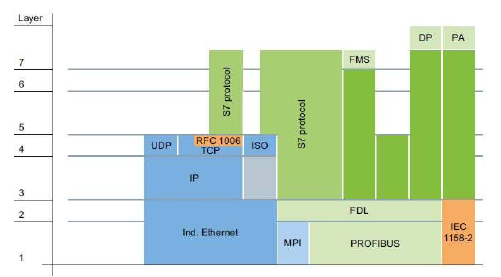 Layer
DP
PA
7
FMS
6
S7 protocol
S7 protocol
5
UDP
RFC 1006
TCP
ISO
4
IP
3
FDL
2
Ind. Ethernet
MPI
PROFIBUS
IEC
1158-2
1